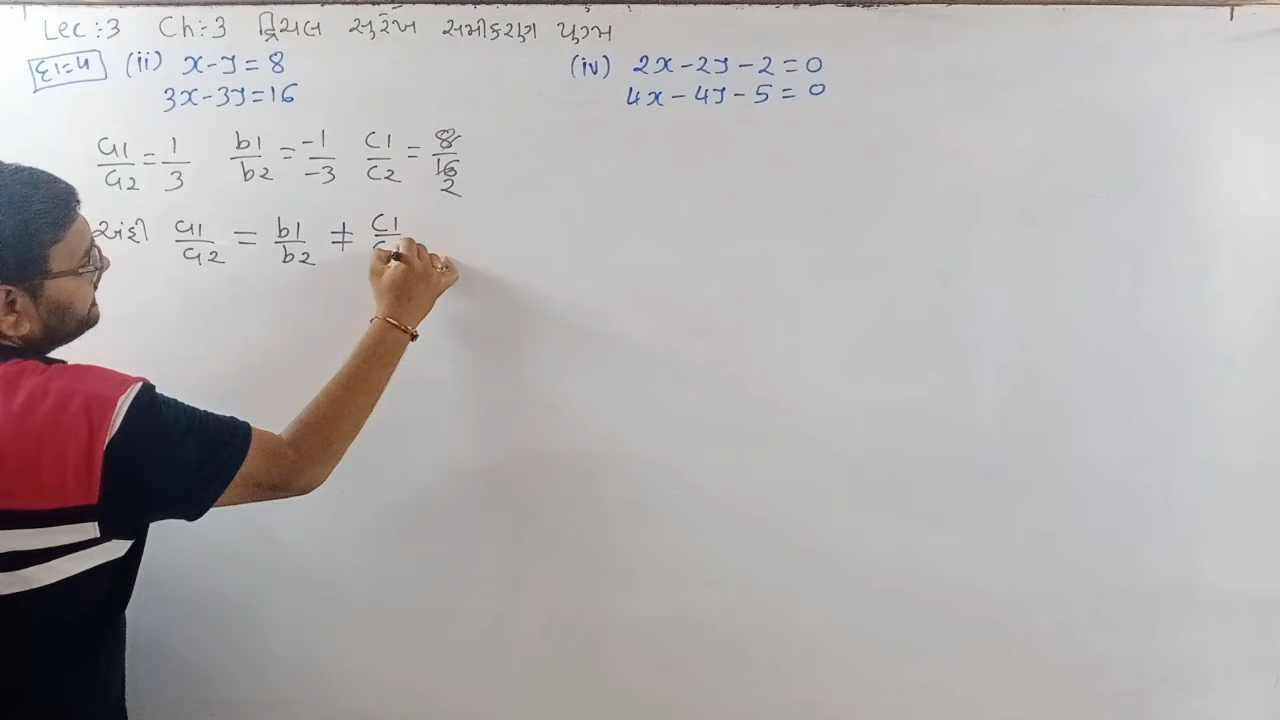 Lec:3 Ch:3 દ્વિચલ સુરેખ સમીકરણ યુગ્મ
દા=4 (ii) x-y=8
3x-3y=16
a1/a2 = 1/3 b1/b2 = -1/-3 c1/c2 = 8/16 2
અહીં a1/a2 = b1/b2 ≠ c1
(iv) 2x-2y-2=0
4x-4y-5=0